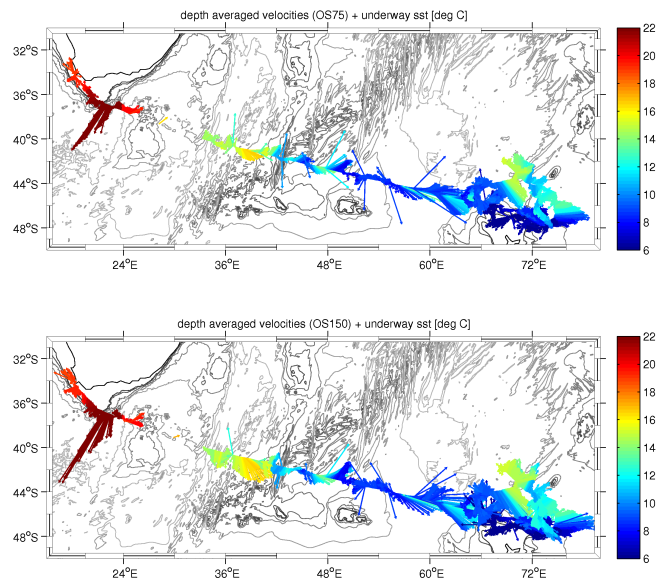 depth averaged velocities (OS75) + underway sst [deg C]
32°S
36°S
40°S
44°S
48°S
24°E
36°E
48°E
60°E
72°E
22
20
18
16
14
12
10
8
6
depth averaged velocities (OS150) + underway sst [deg C]
32°S
36°S
40°S
44°S
48°S
24°E
36°E
48°E
60°E
72°E
22
20
18
16
14
12
10
8
6